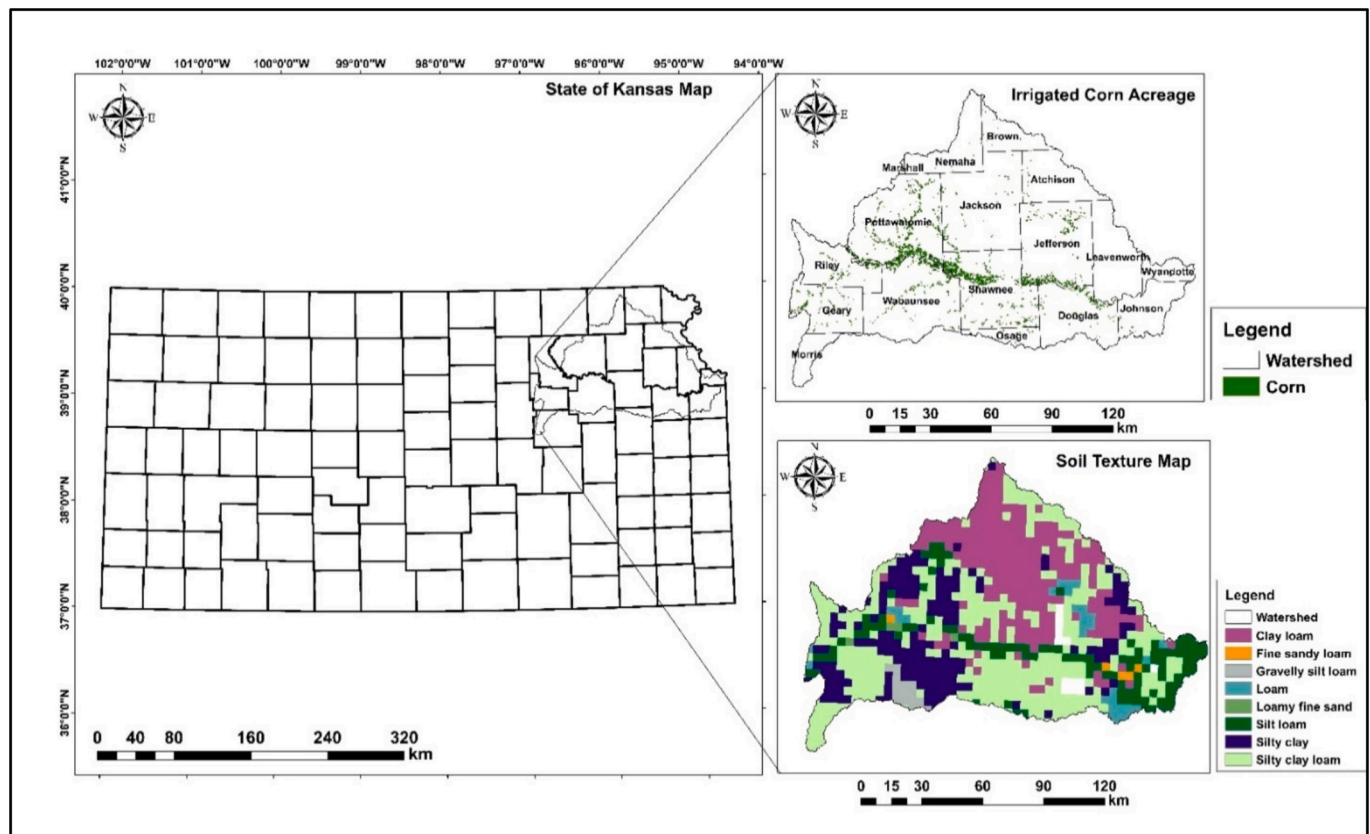 102°0'0"W 101°0'0"W 100°0'0"W 99°0'0"W 98°0'0"W 97°0'0"W 96°0'0"W 95°0'0"W 94°0'0"W
State of Kansas Map
N
W E
S
41°0'0"N
40°0'0"N
39°0'0"N
38°0'0"N
37°0'0"N
36°0'0"N
0 40 80 160 240 320
km
Irrigated Corn Acreage
N
W E
S
Brown
Nemaha
Marshall
Atchison
Jackson
Pottawatomie
Jefferson
Leavenworth
Riley
Wyandotte
Shawnee
Wabaunsee
Geary
Douglas
Johnson
Osage
Morris
0 15 30 60 90 120
km
Legend
Watershed
Corn
Soil Texture Map
N
W E
S
0 15 30 60 90 120
km
Legend
Watershed
Clay loam
Fine sandy loam
Gravelly silt loam
Loam
Loamy fine sand
Silt loam
Silty clay
Silty clay loam